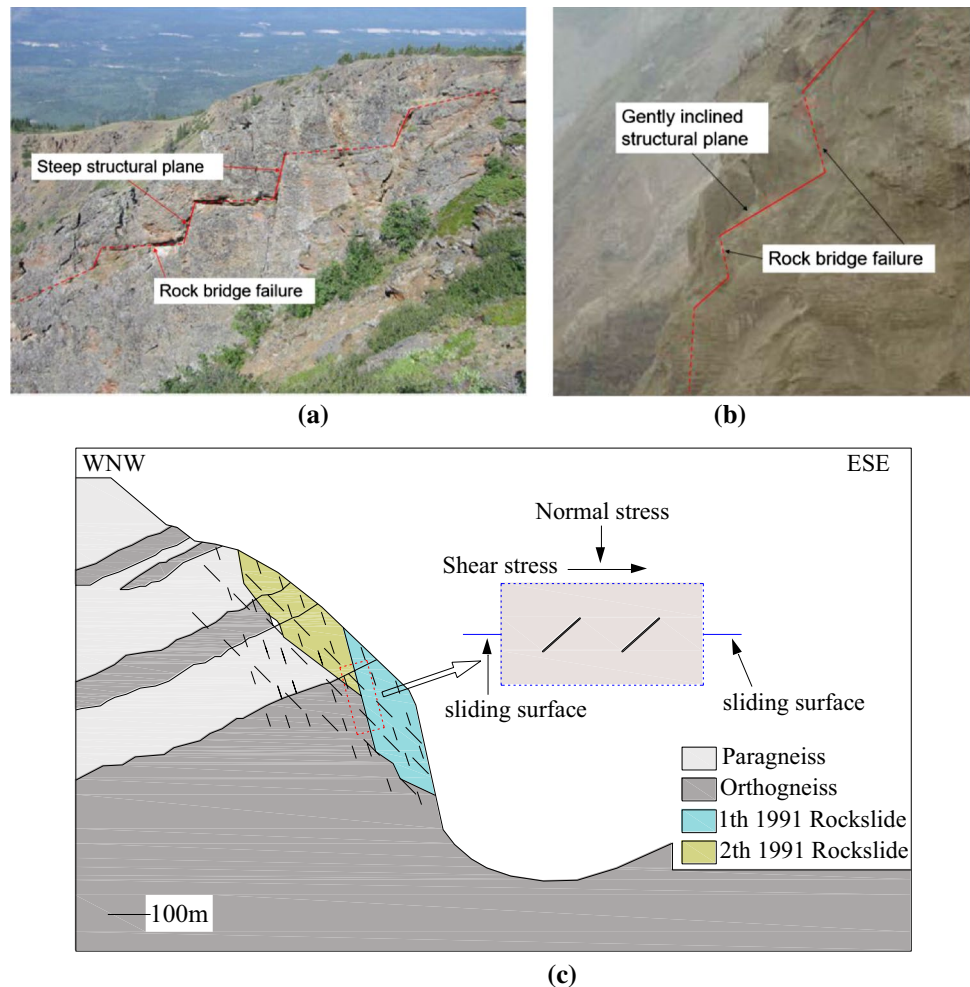 Steep structural plane
Rock bridge failure
(a)
Gently inclined
structural plane
Rock bridge failure
(b)
WNW
ESE
Normal stress
Shear stress
sliding surface
sliding surface
Paragneiss
Orthogneiss
1th 1991 Rockslide
2th 1991 Rockslide
100m
(c)